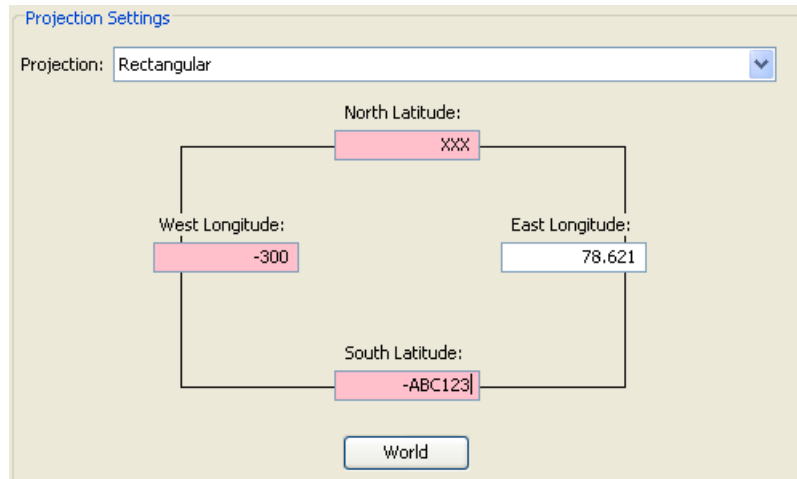 Projection Settings
Projection: Rectangular
North Latitude:
XXX
West Longitude:
East Longitude:
-300
78.621
South Latitude:
-ABC123
World